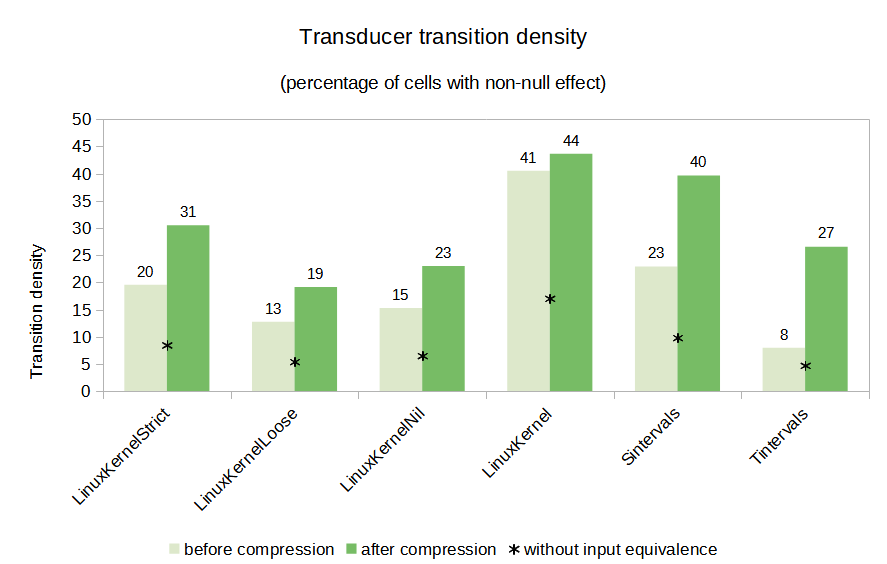 Transducer transition density
(percentage of cells with non-null effect)
Transition density
50
45
40
35
30
25
20
15
10
5
0
20
31
13
19
15
23
41
44
23
40
8
27
LinuxKernelStrict
LinuxKernelLoose
LinuxKernelNil
LinuxKernel
Sintervals
Tintervals
before compression
after compression
without input equivalence